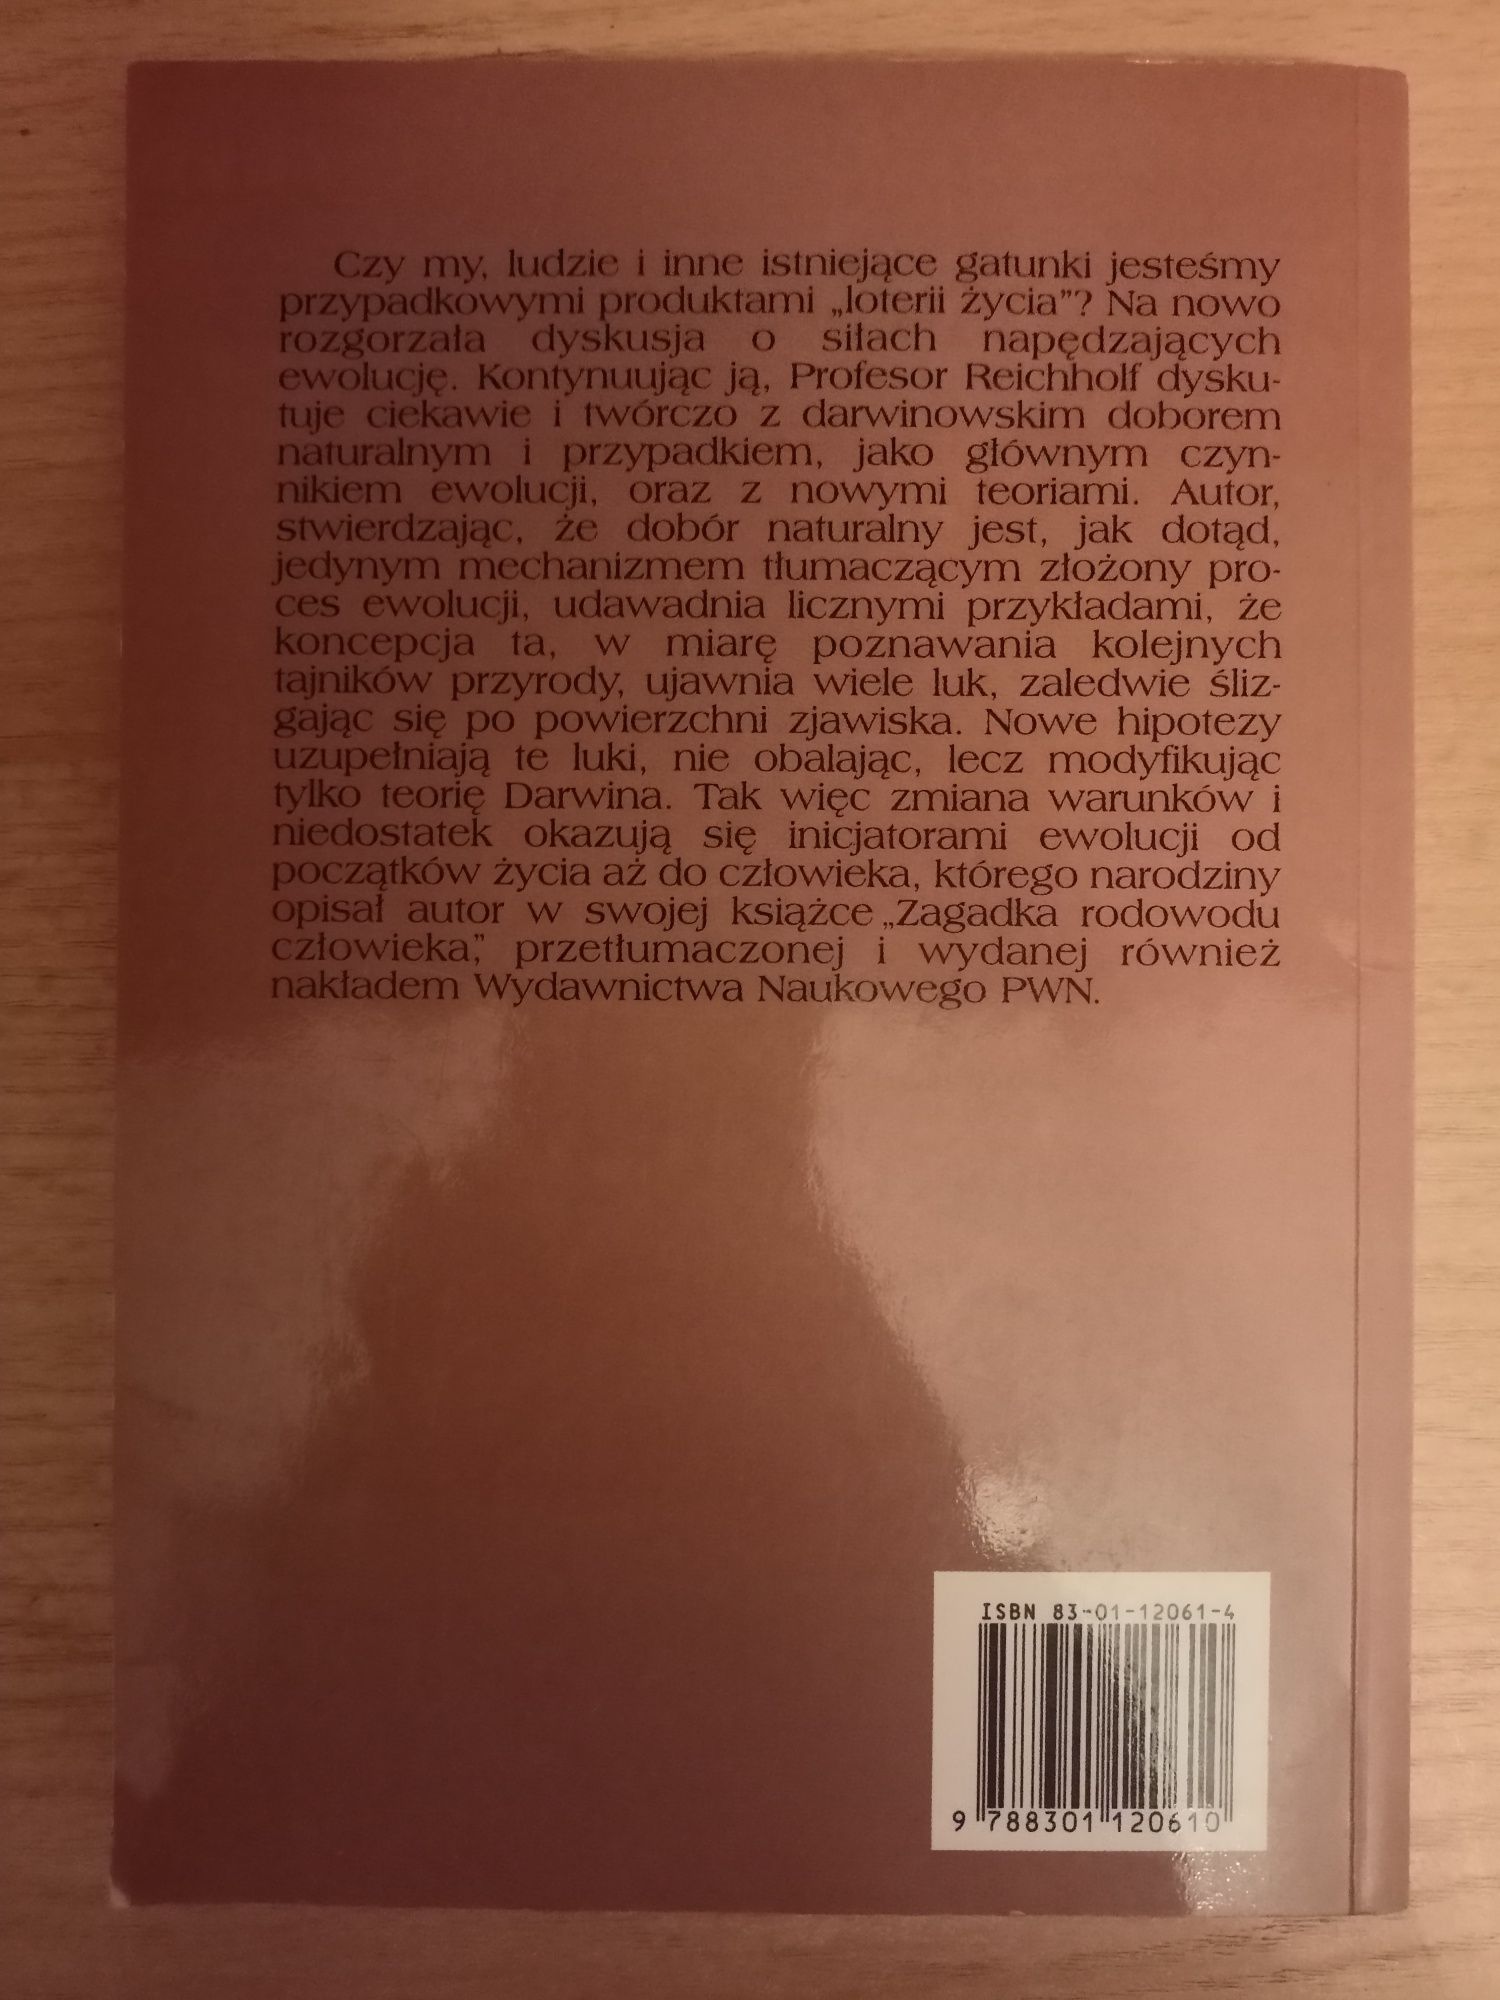 Czy my, ludzie i inne istniejące gatunki jesteśmy
przypadkowymi produktami „loterii życia”? Na nowo
rozgorzała dyskusja o siłach napędzających
ewolucję. Kontynuując ją, Profesor Reichholf dysku-
tuje ciekawie i twórczo z darwinowskim doborem
naturalnym i przypadkiem, jako głównym czyn-
nikiem ewolucji, oraz z nowymi teoriami. Autor,
stwierdzając, że dobór naturalny jest, jak dotąd,
jedynym mechanizmem tłumaczącym złożony pro-
ces ewolucji, udawadnia licznymi przykładami, że
koncepcja ta, w miarę poznawania kolejnych
tajników przyrody, ujawnia wiele luk, zaledwie śliz-
gając się po powierzchni zjawiska. Nowe hipotezy
uzupełniają te luki, nie obalając, lecz modyfikując
tylko teorię Darwina. Tak więc zmiana warunków i
niedostatek okazują się inicjatorami ewolucji od
początków życia aż do człowieka, którego narodziny
opisał autor w swojej książce „Zagadka rodowodu
człowieka”, przetłumaczonej i wydanej również
nakładem Wydawnictwa Naukowego PWN.
ISBN 83-01-12061-4
9 788301 120610